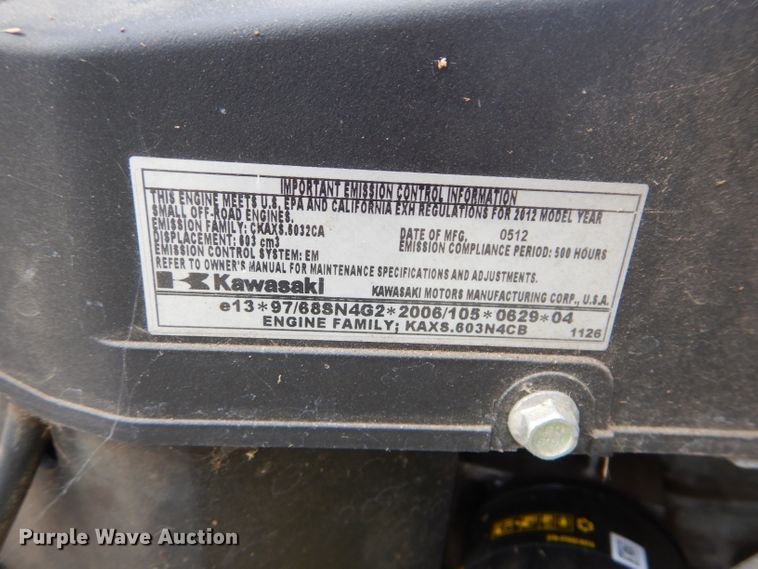 IMPORTANT EMISSION CONTROL INFORMATION
THIS ENGINE MEETS U.S. EPA AND CALIFORNIA EXH REGULATIONS FOR 2012 MODEL YEAR
SMALL OFF-ROAD ENGINES.
EMISSION FAMILY: CKAXS.6032CA DATE OF MFG. 0512
DISPLACEMENT: 603 cm3 EMISSION COMPLIANCE PERIOD: 500 HOURS
EMISSION CONTROL SYSTEM: EM
REFER TO OWNER'S MANUAL FOR MAINTENANCE SPECIFICATIONS AND ADJUSTMENTS.
Kawasaki KAWASAKI MOTORS MANUFACTURING CORP., U.S.A.
e13*97/68SN4G2*2006/105*0629*04
ENGINE FAMILY; KAXS.603N4CB 1126
Purple Wave Auction